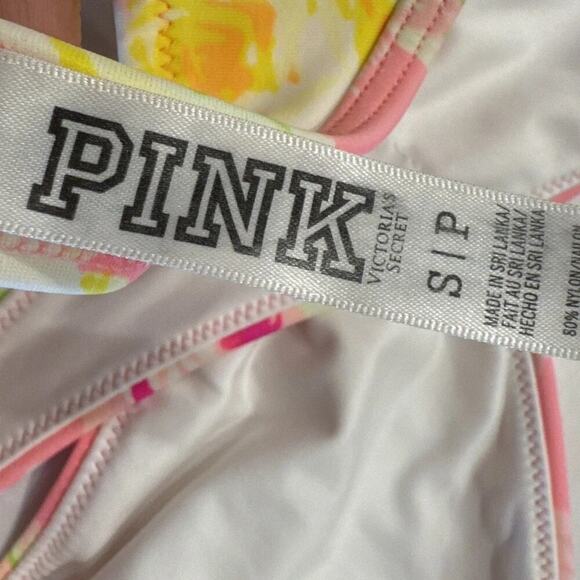 PINK
VICTORIA'S
SECRET
S|P
MADE IN SRI LANKA/
FAIT AU SRI LANKA/
HECHO EN SRI LANKA
80% NYLON